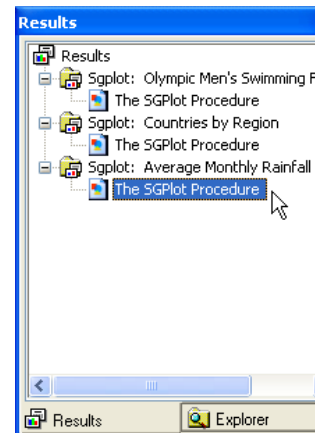 Results
Results
Sgplot: Olympic Men's Swimming F
The SGPlot Procedure
Sgplot: Countries by Region
The SGPlot Procedure
Sgplot: Average Monthly Rainfall
The SGPlot Procedure
Results Explorer